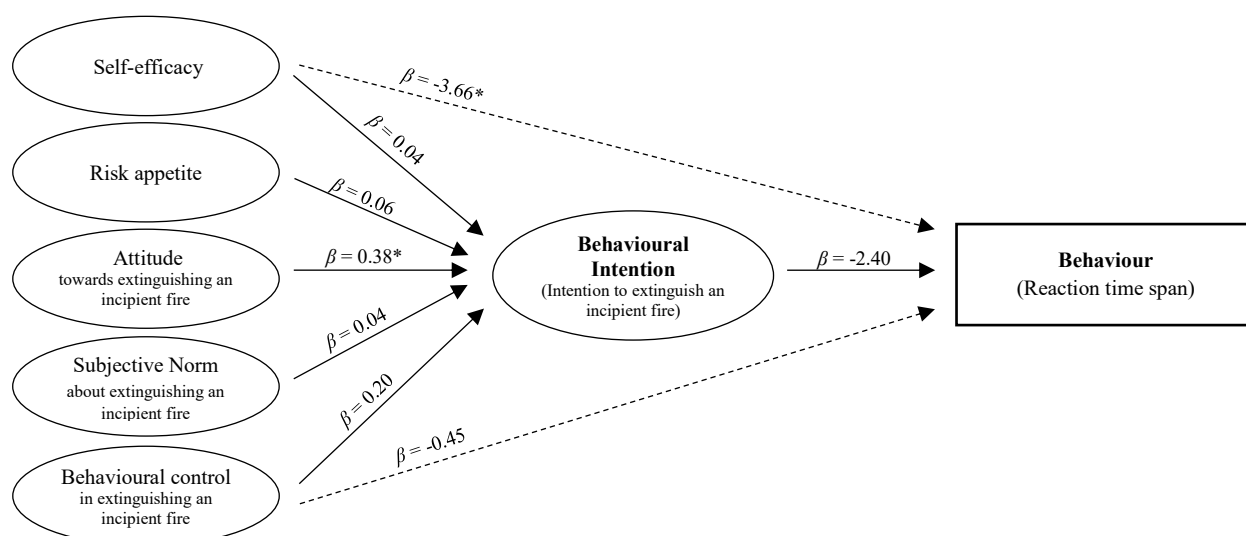 Self-efficacy
β = -3.66*
β = 0.04
Risk appetite
β = 0.06
Attitude
towards extinguishing an
incipient fire
β = 0.38*
Behavioural
Intention
(Intention to extinguish an
incipient fire)
β = -2.40
Behaviour
(Reaction time span)
Subjective Norm
about extinguishing an
incipient fire
β = 0.04
β = 0.20
Behavioural control
in extinguishing an
incipient fire
β = -0.45